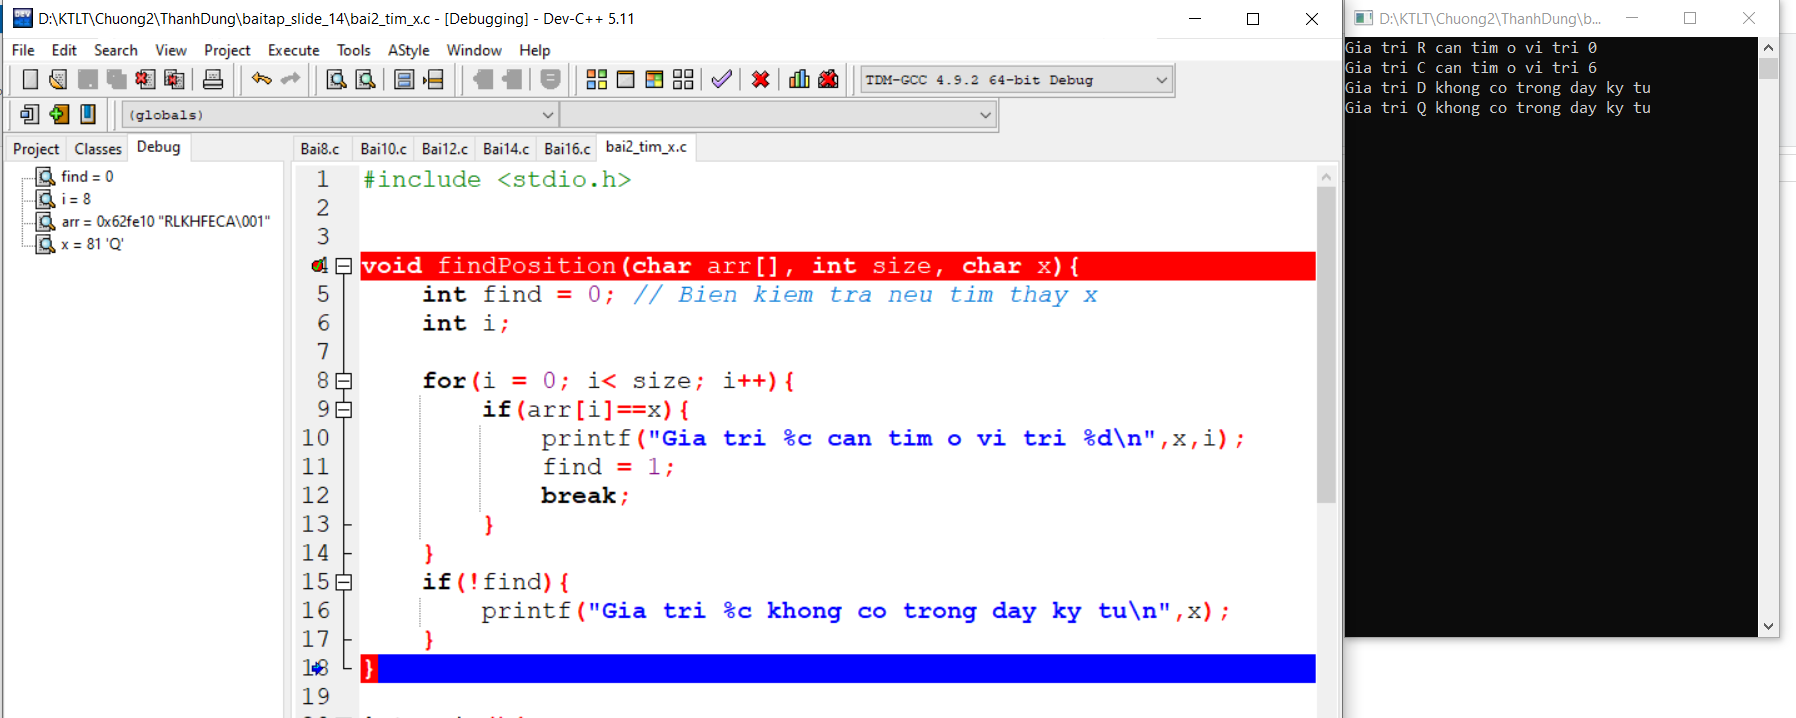 D:\KTLT\Chuong2\ThanhDung\baitap_slide_14\bai2_tim_x.c - [Debugging] - Dev-C++ 5.11
File Edit Search View Project Execute Tools AStyle Window Help
TDM-GCC 4.9.2 64-bit Debug
(globals)
Project Classes Debug
find = 0
i = 8
arr = 0x62fe10 "RLKHFECA\001"
x = 81 'Q'
Bai8.c Bai10.c Bai12.c Bai14.c Bai16.c bai2_tim_x.c
1 #include <stdio.h>
2
3
4 void findPosition(char arr[], int size, char x){
5 int find = 0; // Bien kiem tra neu tim thay x
6 int i;
7
8 for(i = 0; i< size; i++){
9 if(arr[i]==x){
10 printf("Gia tri %c can tim o vi tri %d\n",x,i);
11 find = 1;
12 break;
13 }
14 }
15 if(!find){
16 printf("Gia tri %c khong co trong day ky tu\n",x);
17 }
18 }
19
D:\KTLT\Chuong2\ThanhDung\b...
Gia tri R can tim o vi tri 0
Gia tri C can tim o vi tri 6
Gia tri D khong co trong day ky tu
Gia tri Q khong co trong day ky tu